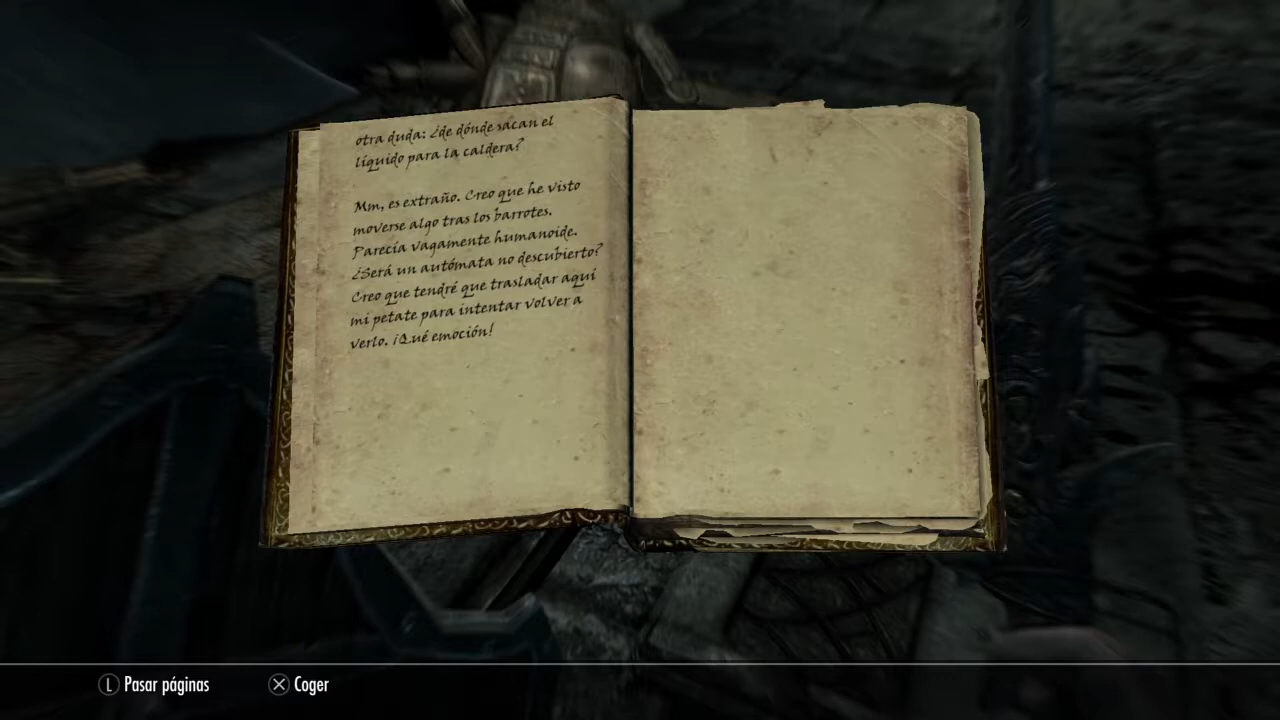 otra duda: ¿de dónde sacan el
líquido para la caldera?
Mm, es extraño. Creo que he visto
moverse algo tras los barrotes.
Parecía vagamente humanoide.
¿Será un autómata no descubierto?
Creo que tendré que trasladar aquí
mi petate para intentar volver a
verlo. ¡Qué emoción!
L Pasar páginas
X Coger